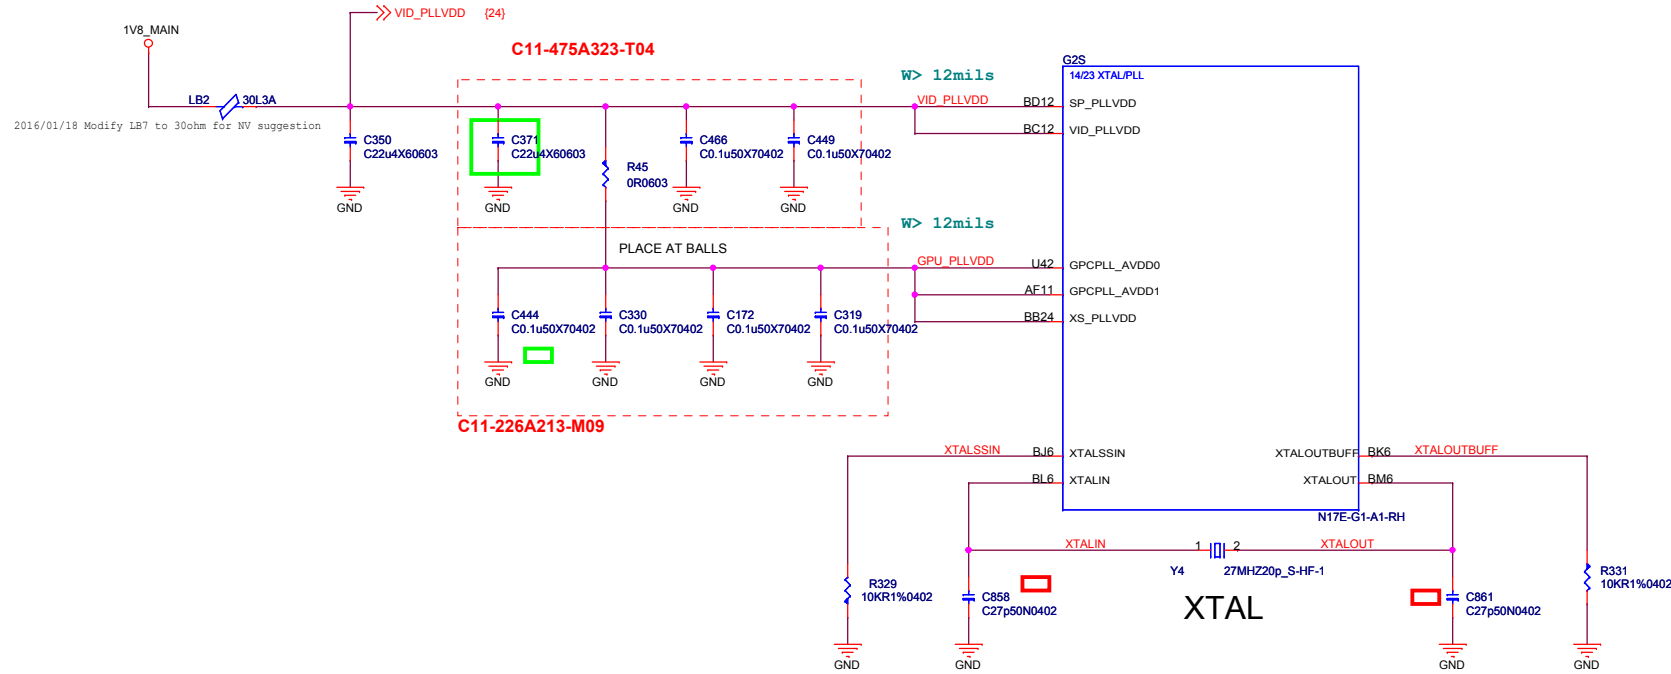 VID_PLLVDD {24}
1V8_MAIN
C11-475A323-T04
G2S
14/23 XTAL/PLL
W> 12mils
LB2 30L3A
VID_PLLVDD BD12 SP_PLLVDD
2016/01/18 Modify LB7 to 30ohm for NV suggestion
BC12 VID_PLLVDD
C350
C22u4X60603
C371
C22u4X60603
C466
C0.1u50X70402
C449
C0.1u50X70402
R45
0R0603
GND
GND
GND
GND
W> 12mils
PLACE AT BALLS
GPU_PLLVDD U42 GPCPLL_AVDD0
AF11 GPCPLL_AVDD1
BB24 XS_PLLVDD
C444
C0.1u50X70402
C330
C0.1u50X70402
C172
C0.1u50X70402
C319
C0.1u50X70402
GND
GND
GND
GND
C11-226A213-M09
XTALSSIN BJ6 XTALSSIN
XTALOUTBUFF BK6 XTALOUTBUFF
BL6 XTALIN
XTALOUT BM6
N17E-G1-A1-RH
XTALIN 1 2 XTALOUT
Y4 27MHZ20p_S-HF-1
R329
10KR1%0402
C858
C27p50N0402
XTAL
C861
C27p50N0402
R331
10KR1%0402
GND
GND
GND
GND